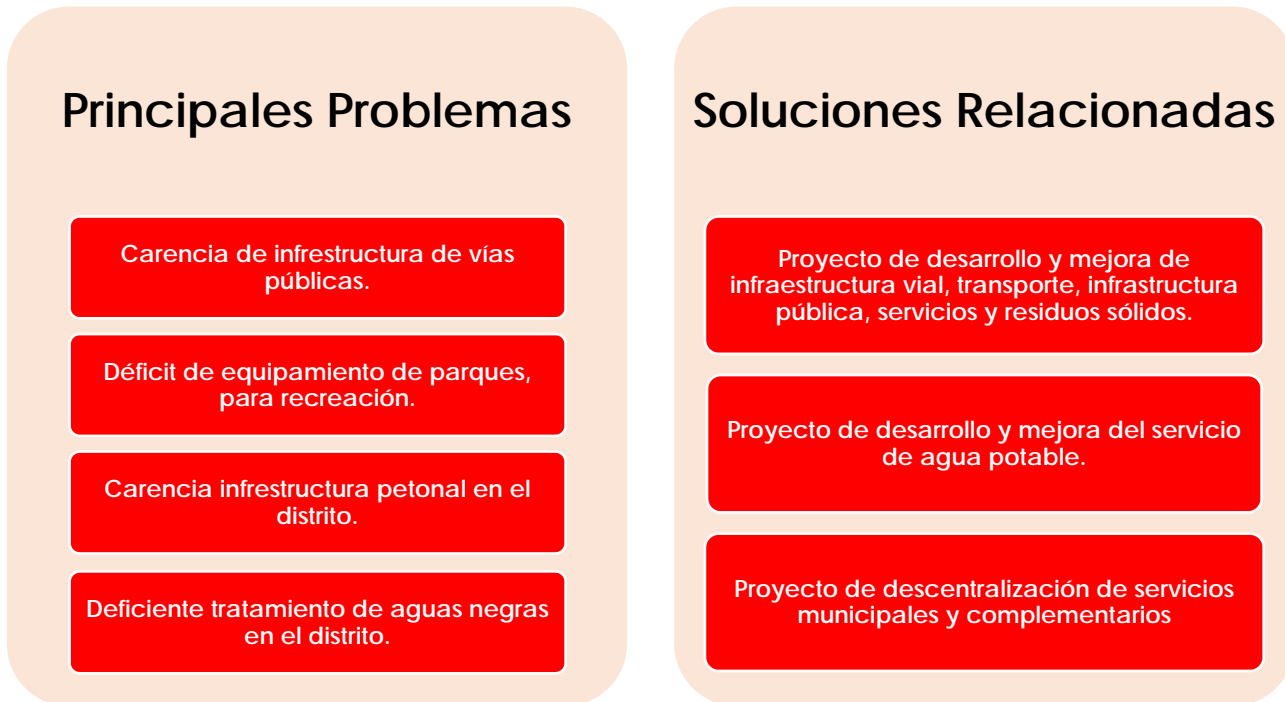 Principales Problemas
Carencia de infrestructura de vías
públicas.
Déficit de equipamiento de parques,
para recreación.
Carencia infrestructura petonal en el
distrito.
Deficiente tratamiento de aguas negras
en el distrito.
Soluciones Relacionadas
Proyecto de desarrollo y mejora de
infraestructura vial, transporte, infrastructura
pública, servicios y residuos sólidos.
Proyecto de desarrollo y mejora del servicio
de agua potable.
Proyecto de descentralización de servicios
municipales y complementarios